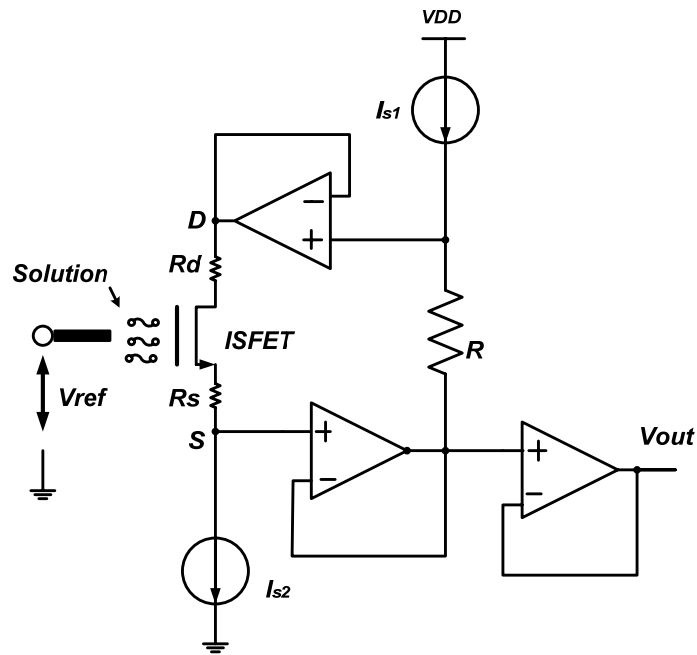 VDD
Is1
−
D
+
Rd
Solution
ISFET
R
Vref
Rs
S
+
−
+
−
Vout
Is2